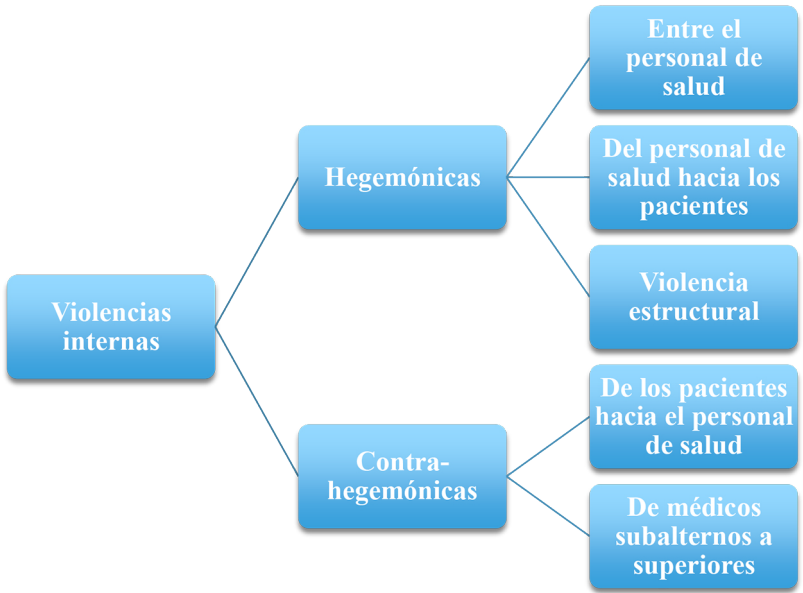 Violencias
internas
Hegemónicas
Entre el
personal de
salud
Del personal de
salud hacia los
pacientes
Violencia
estructural
Contra-
hegemónicas
De los pacientes
hacia el personal
de salud
De médicos
subalternos a
superiores